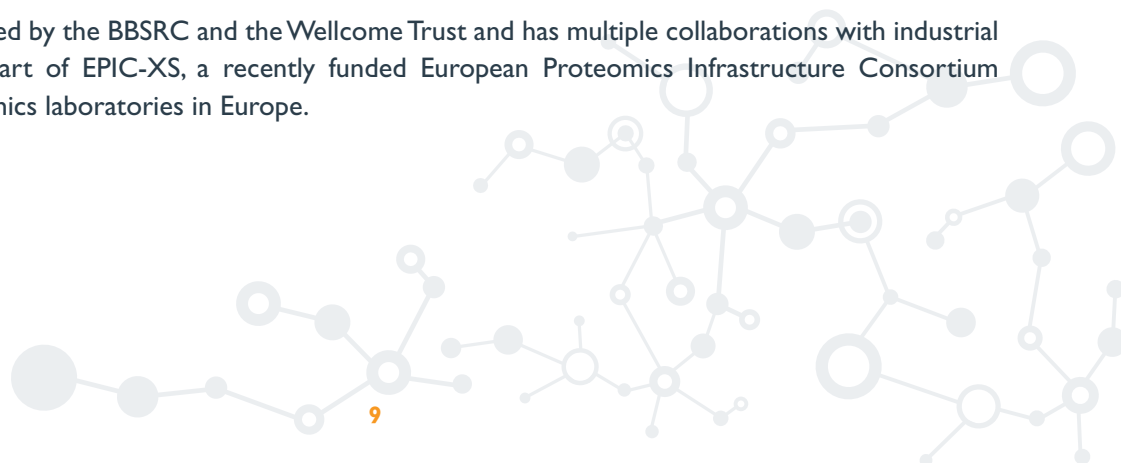 ed by the BBSRC and the Wellcome Trust and has multiple collaborations with industrial
art of EPIC-XS, a recently funded European Proteomics Infrastructure Consortium
nics laboratories in Europe.
9